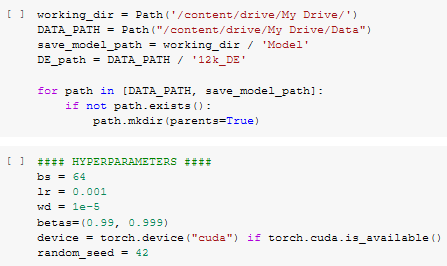 [ ] working_dir = Path('/content/drive/My Drive/')
DATA_PATH = Path("/content/drive/My Drive/Data")
save_model_path = working_dir / 'Model'
DE_path = DATA_PATH / '12k_DE'
for path in [DATA_PATH, save_model_path]:
if not path.exists():
path.mkdir(parents=True)
[ ] #### HYPERPARAMETERS ####
bs = 64
lr = 0.001
wd = 1e-5
betas=(0.99, 0.999)
device = torch.device("cuda") if torch.cuda.is_available()
random_seed = 42